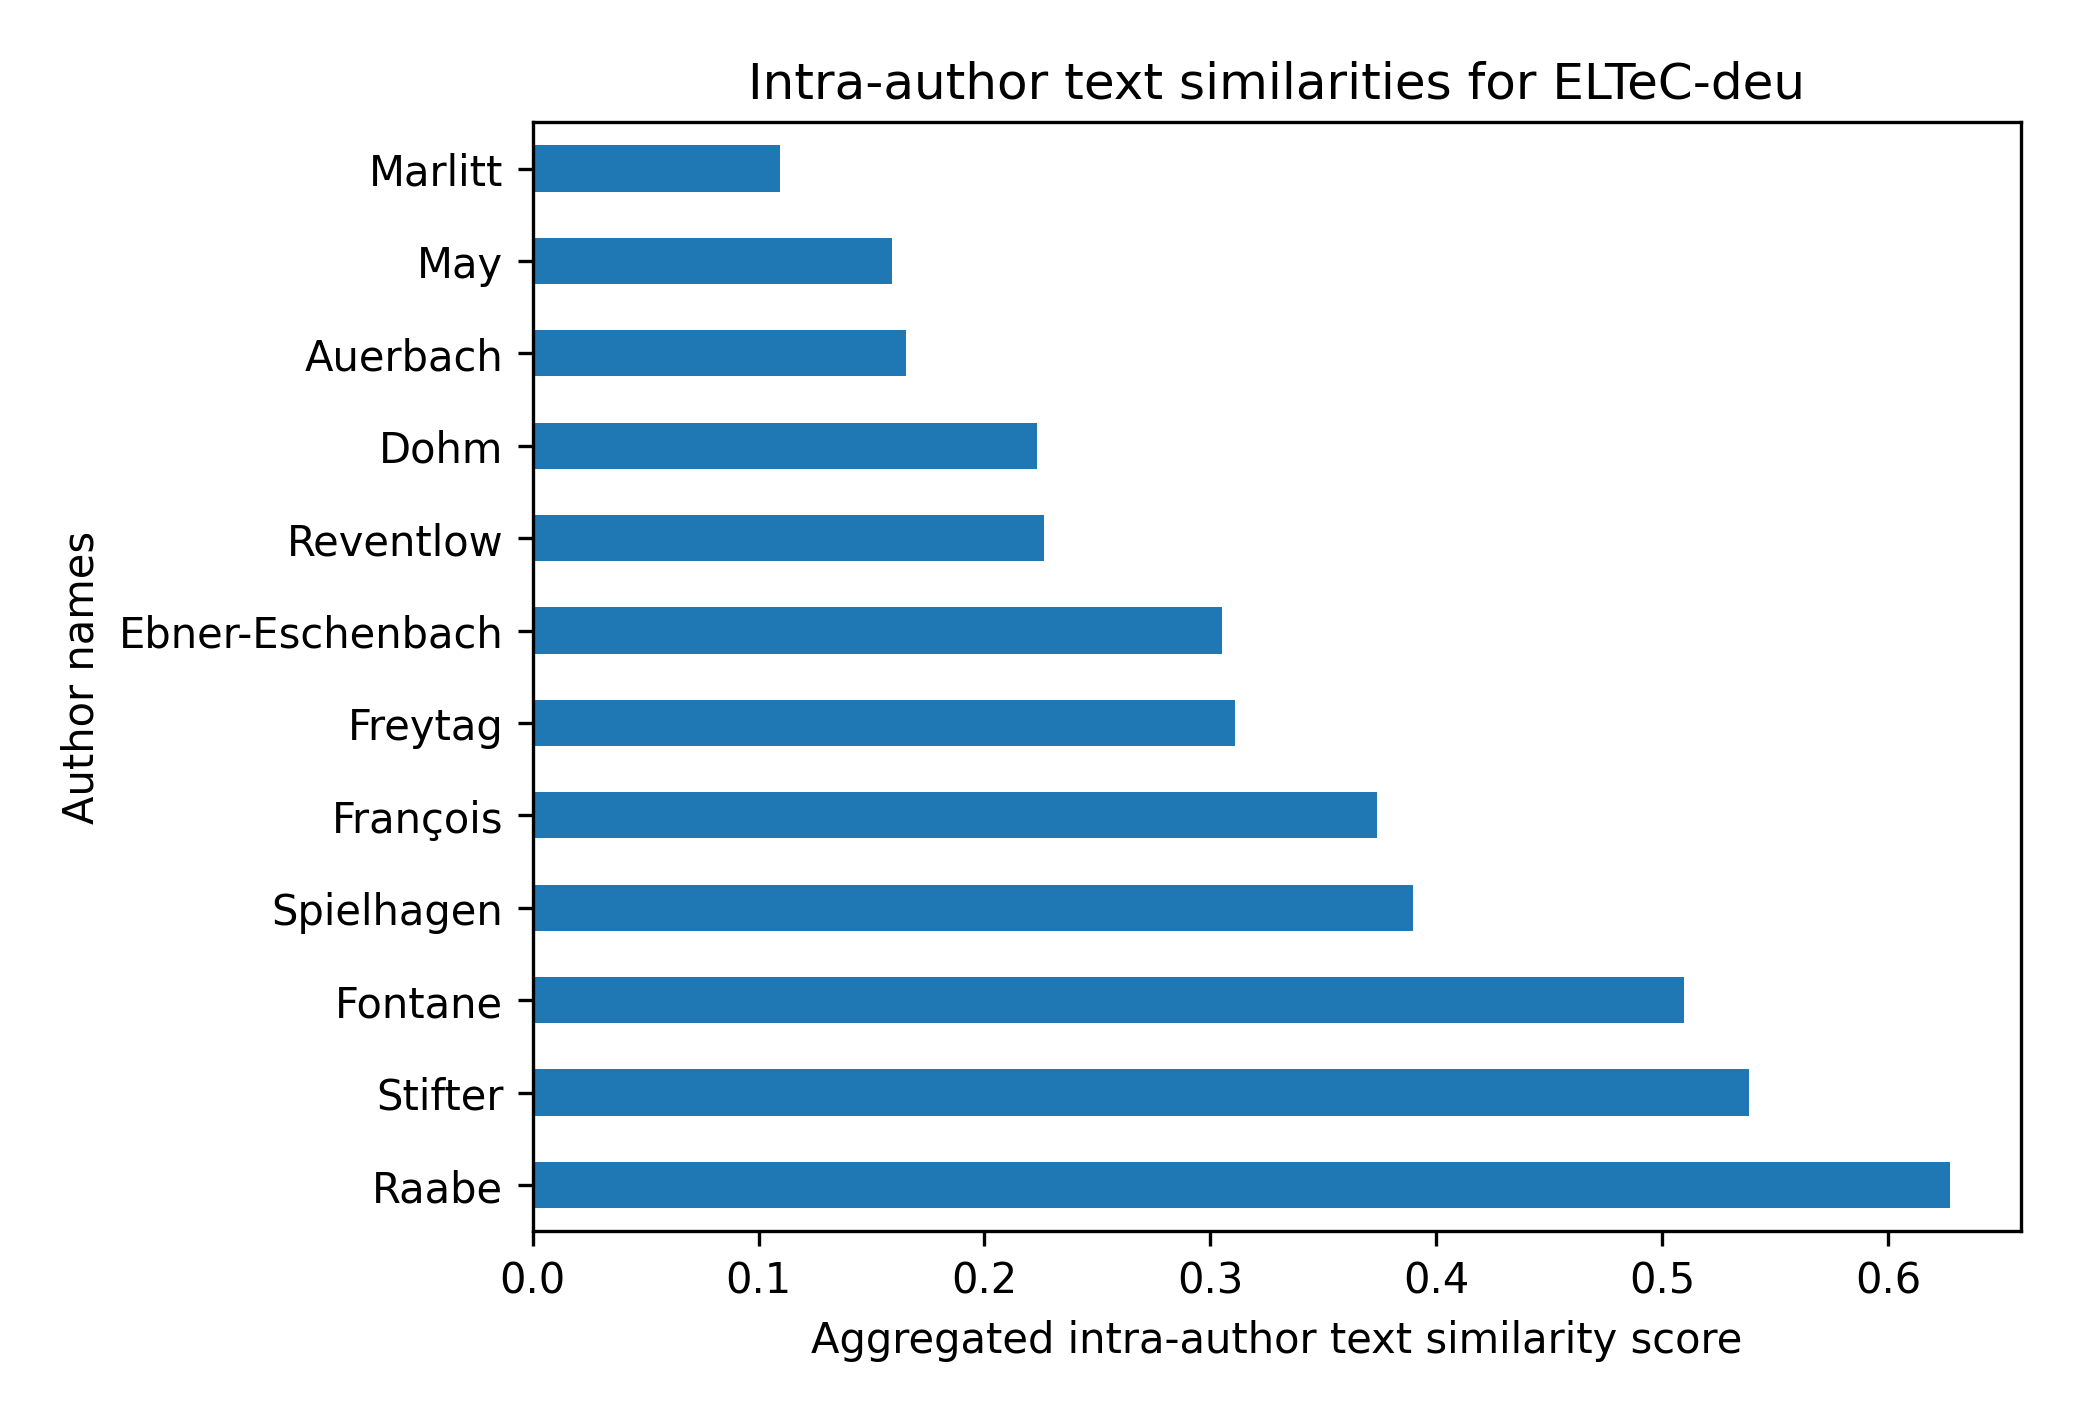 Intra-author text similarities for ELTeC-deu
Author names
Marlitt
May
Auerbach
Dohm
Reventlow
Ebner-Eschenbach
Freytag
François
Spielhagen
Fontane
Stifter
Raabe
0.0 0.1 0.2 0.3 0.4 0.5 0.6
Aggregated intra-author text similarity score